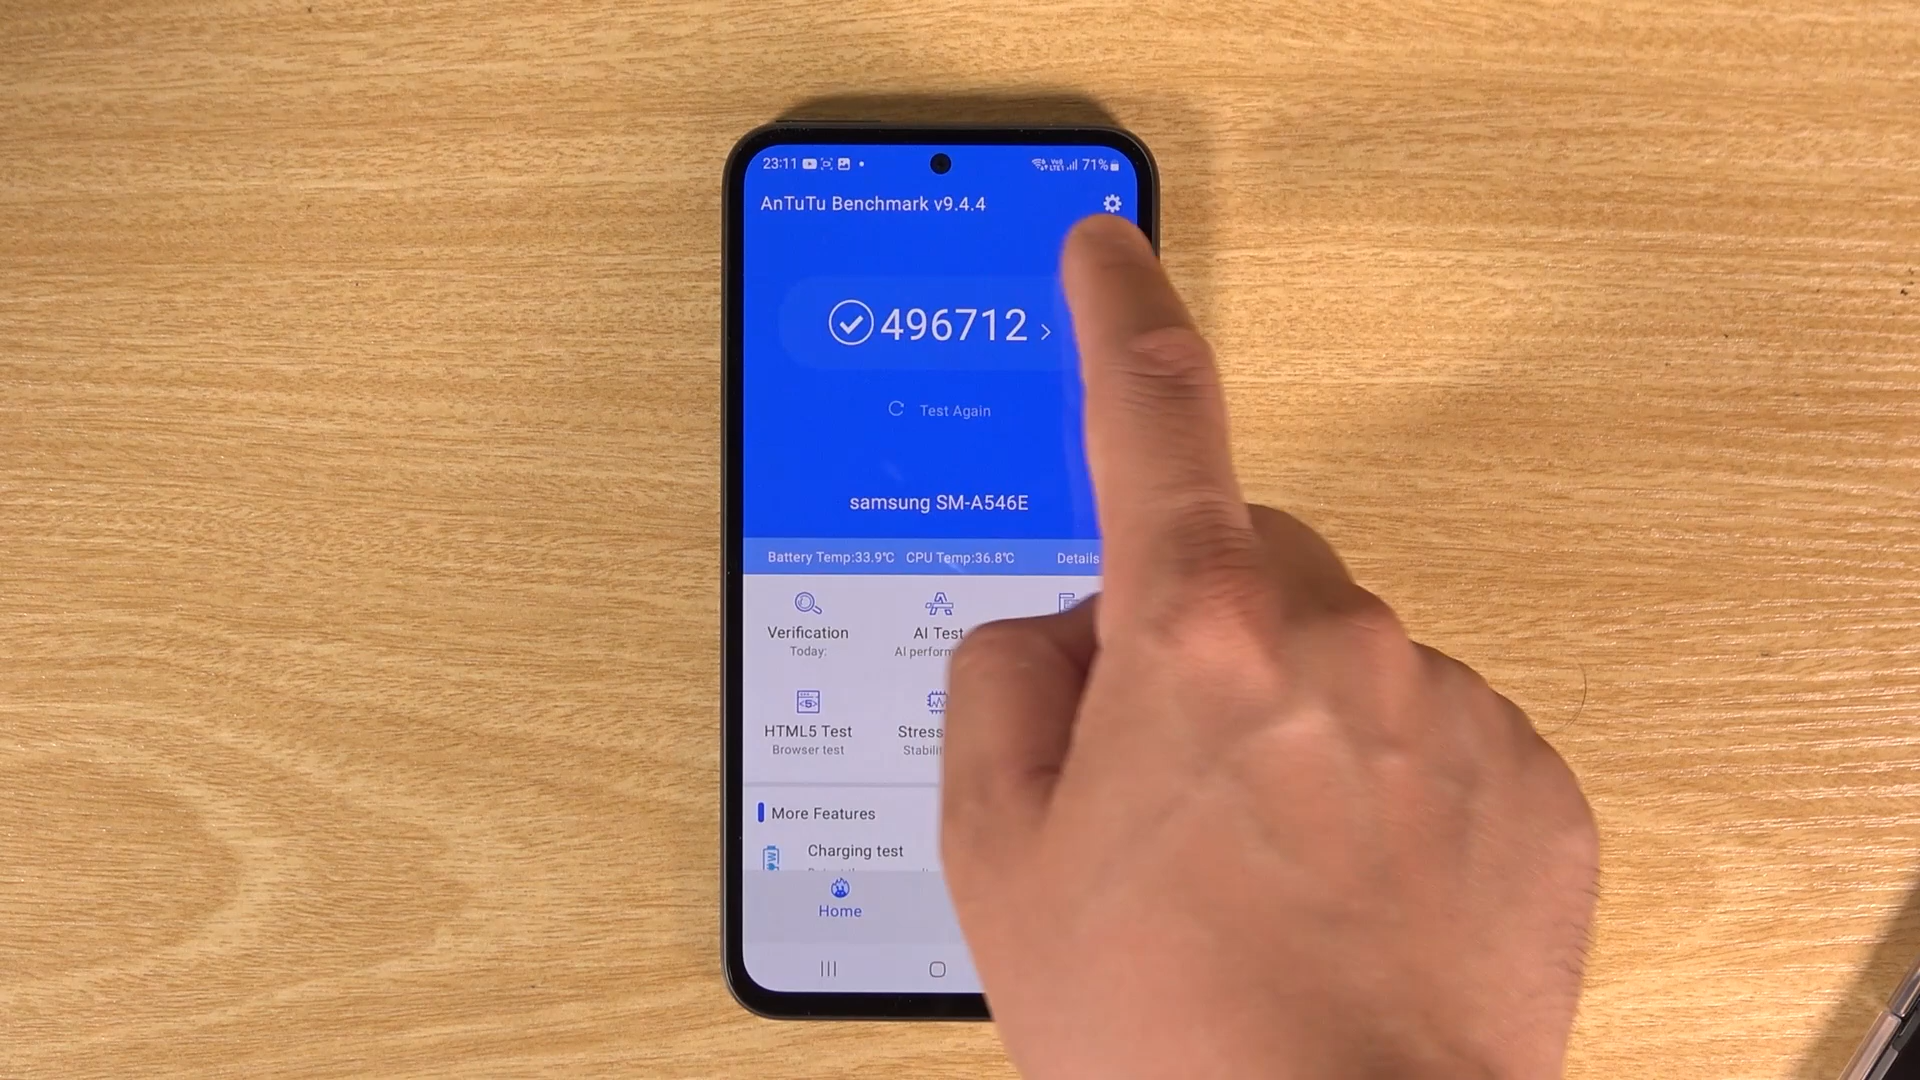 23:11 71%
AnTuTu Benchmark v9.4.4
496712
Test Again
samsung SM-A546E
Battery Temp:33.9℃ CPU Temp:36.8℃ Details
Verification AI Test
Today: AI perform
HTML5 Test Stress
Browser test Stabilit
More Features
Charging test
Home